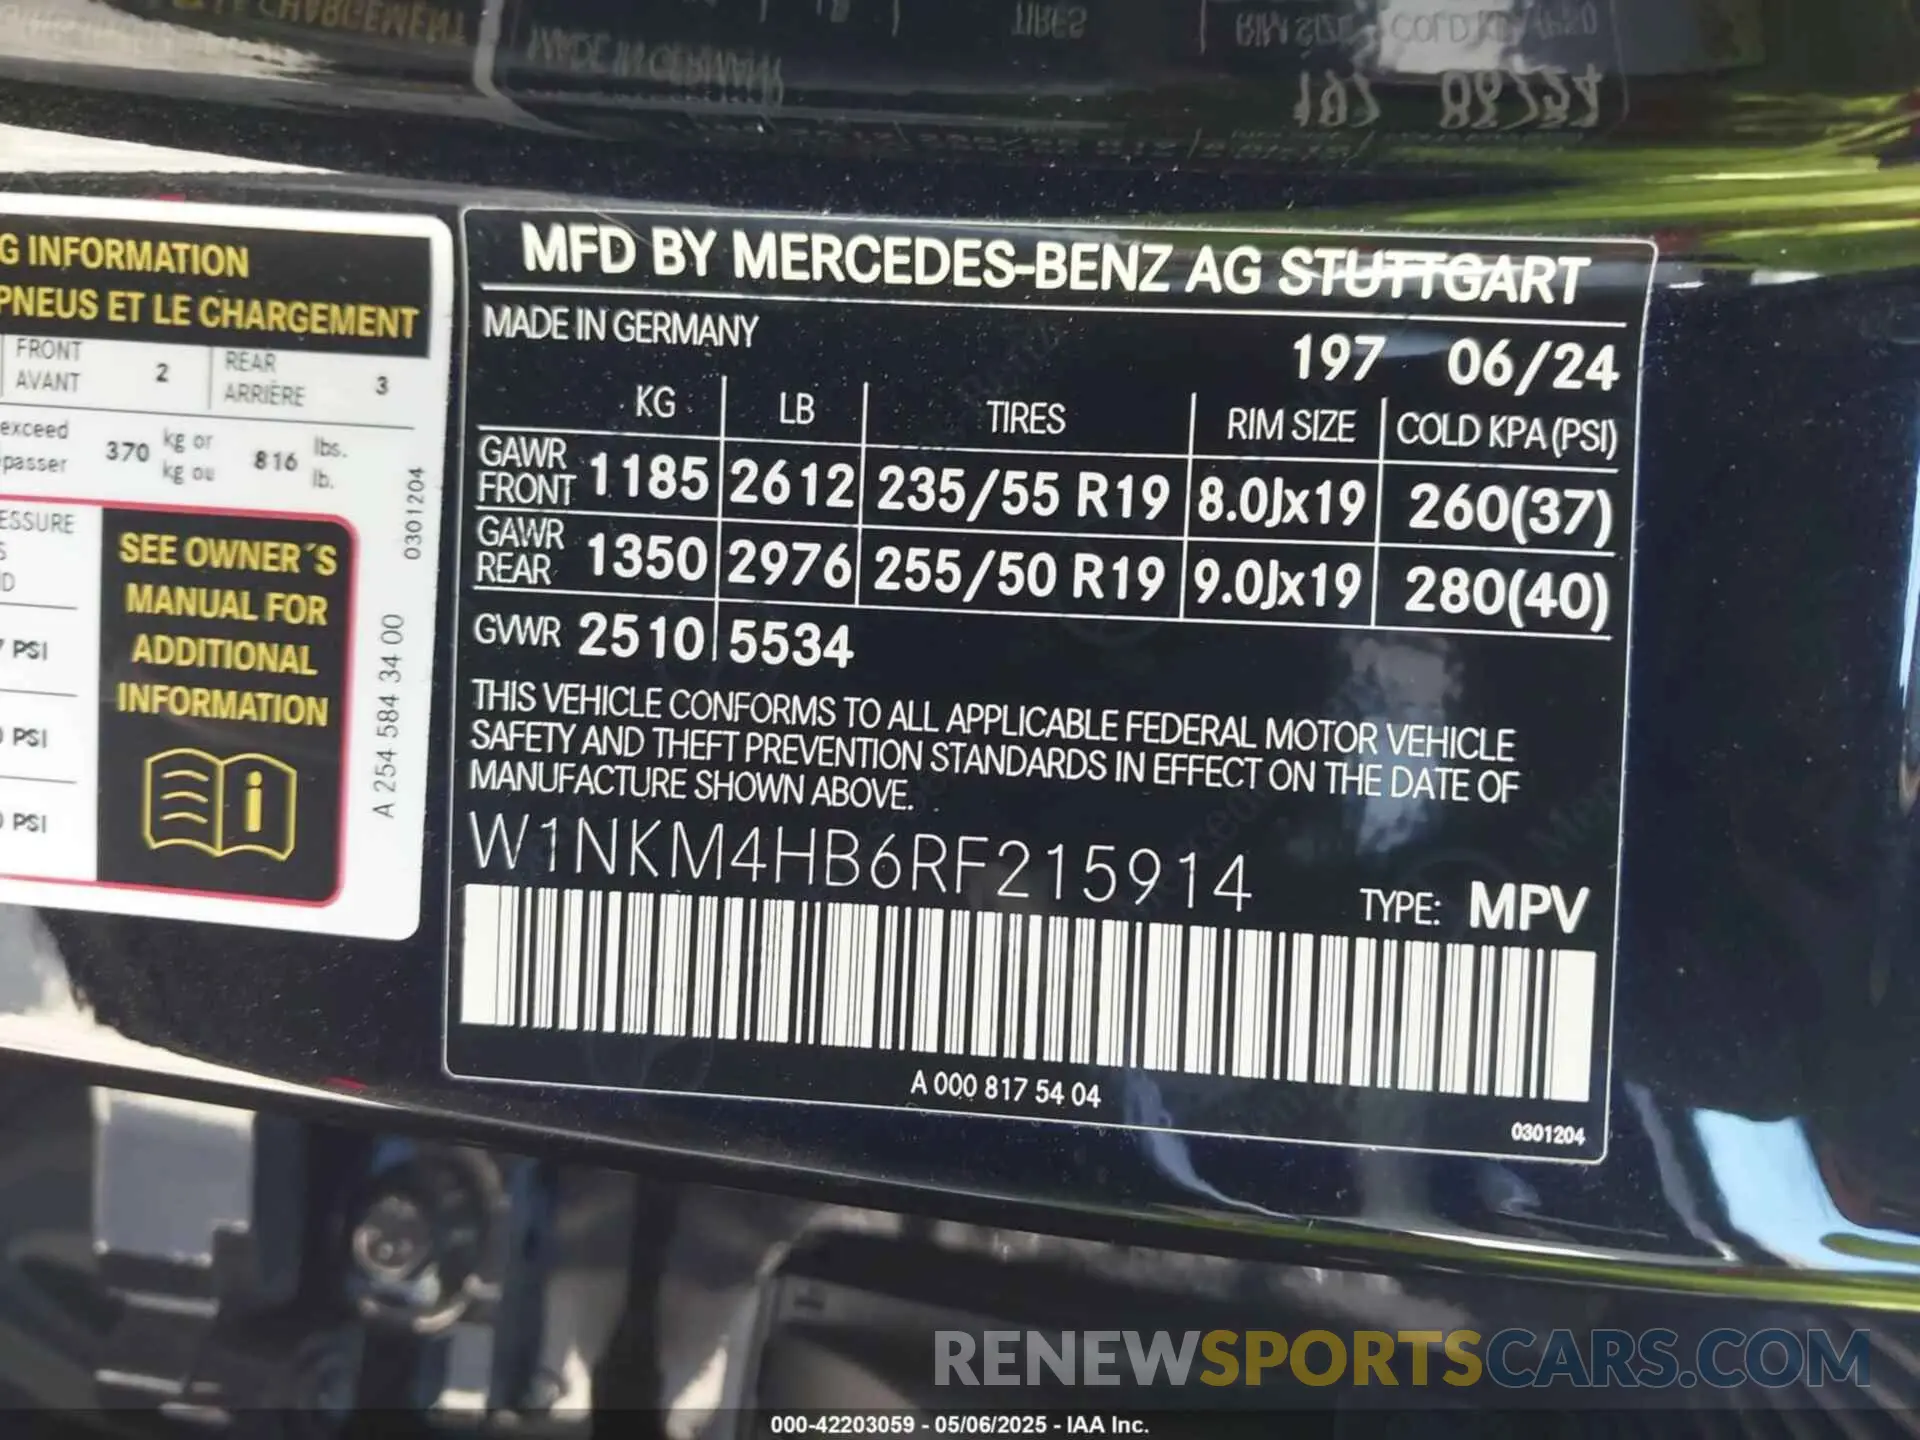 G INFORMATION
PNEUS ET LE CHARGEMENT
FRONT
AVANT
2
REAR
ARRIÈRE
3
exceed
passer
370
kg or
kg ou
816
lbs.
lb.
ESSURE
SEE OWNER´S
MANUAL FOR
ADDITIONAL
INFORMATION
PSI
PSI
PSI
0301204
A 254 584 34 00
MFD BY MERCEDES-BENZ AG STUTTGART
MADE IN GERMANY
197 06/24
KG LB TIRES RIM SIZE COLD KPA (PSI)
GAWR FRONT 1185 2612 235/55 R19 8.0Jx19 260(37)
GAWR REAR 1350 2976 255/50 R19 9.0Jx19 280(40)
GVWR 2510 5534
THIS VEHICLE CONFORMS TO ALL APPLICABLE FEDERAL MOTOR VEHICLE
SAFETY AND THEFT PREVENTION STANDARDS IN EFFECT ON THE DATE OF
MANUFACTURE SHOWN ABOVE.
W1NKM4HB6RF215914
TYPE: MPV
A 000 817 54 04
0301204
RENEWSPORTSCARS.COM
000-42203059 - 05/06/2025 - IAA Inc.